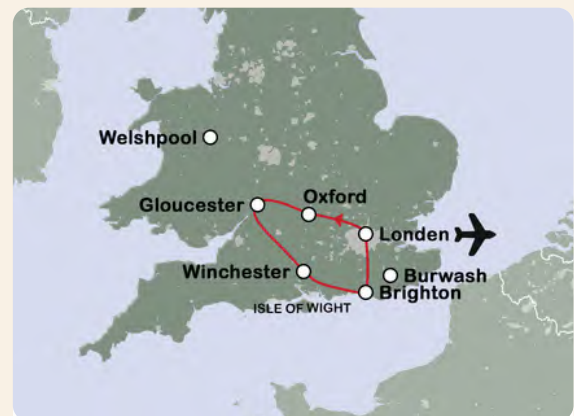 Welshpool
Oxford
Gloucester
Londen
Winchester
Burwash
Brighton
ISLE OF WIGHT